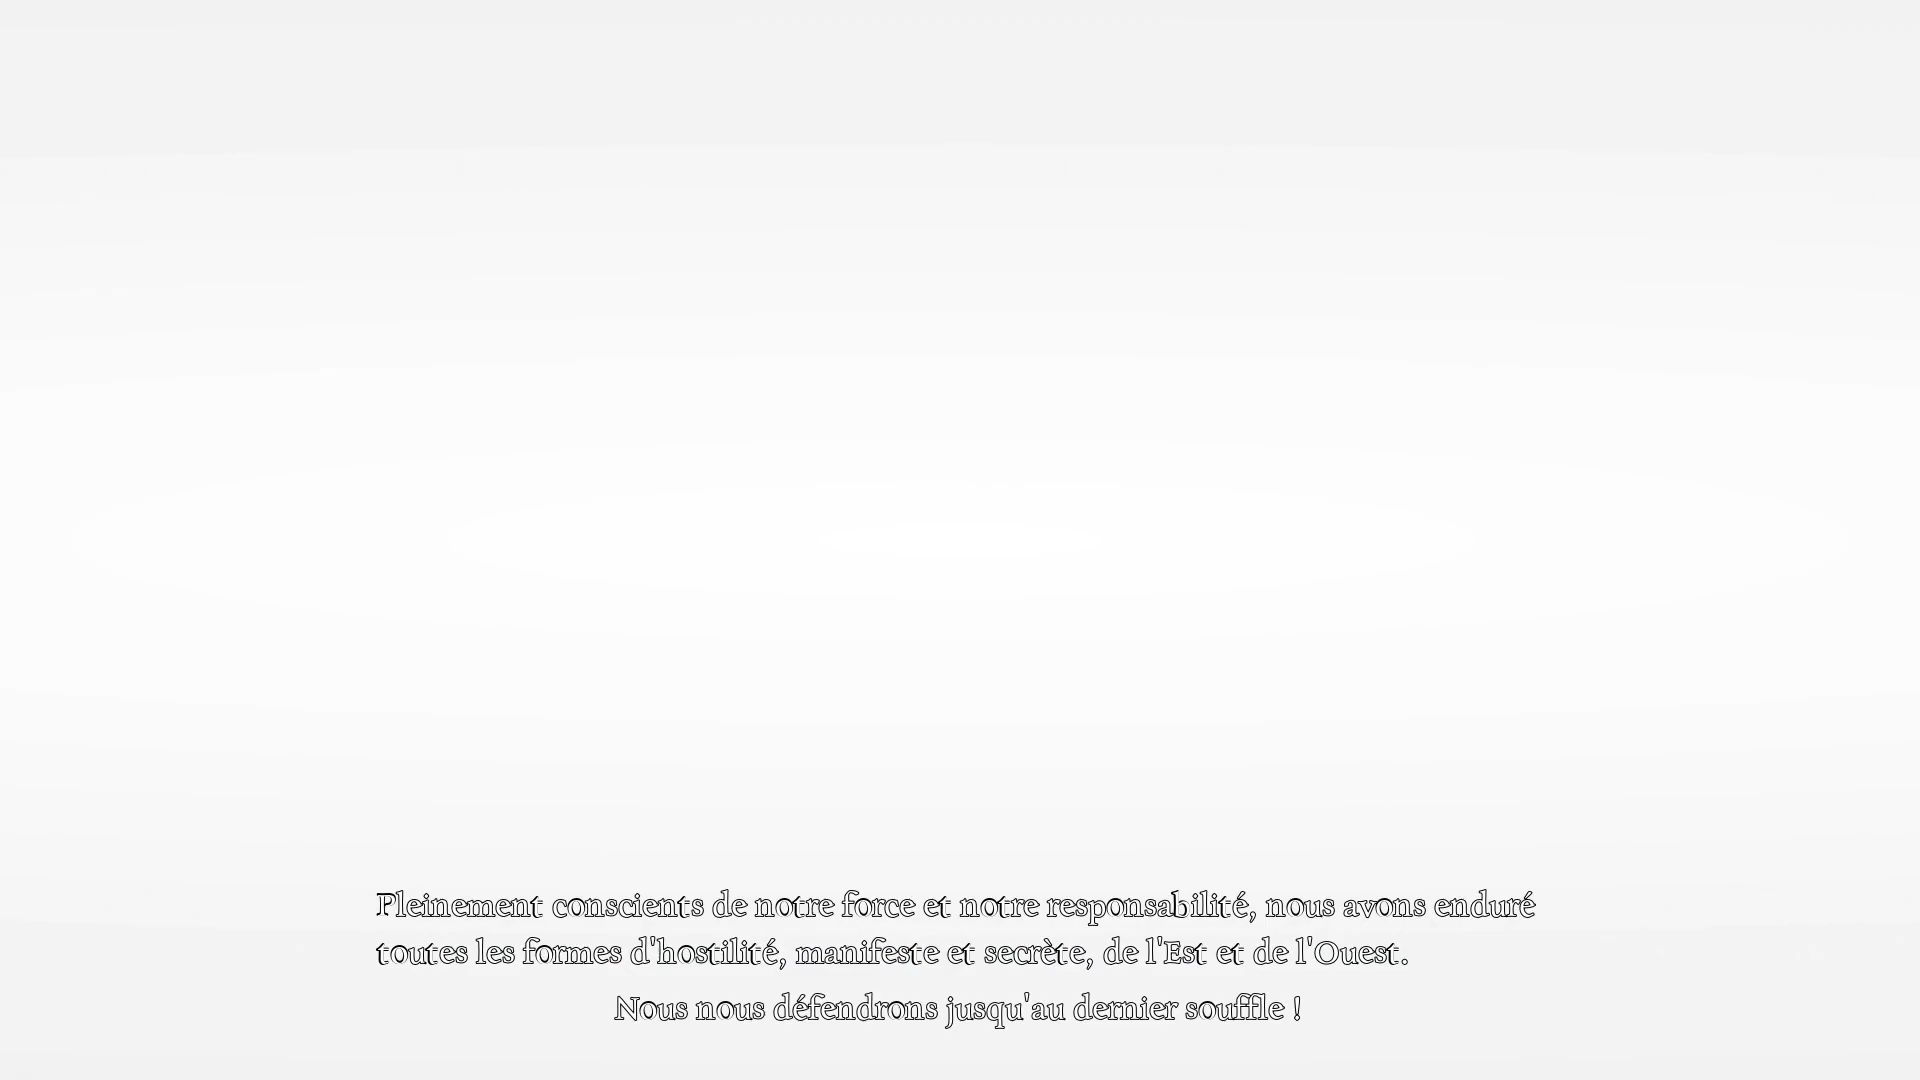 Pleinement conscients de notre force et notre responsabilité, nous avons enduré
toutes les formes d'hostilité, manifeste et secrète, de l'Est et de l'Ouest.
Nous nous défendrons jusqu'au dernier souffle !